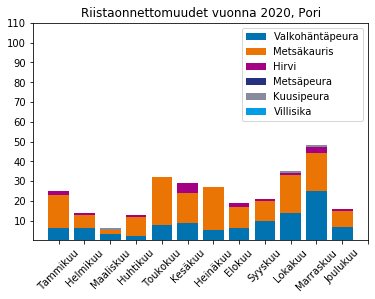 Riistaonnettomuudet vuonna 2020, Pori
110
100
90
80
70
60
50
40
30
20
10
Valkohäntäpeura
Metsäkauris
Hirvi
Metsäpeura
Kuusipeura
Villisika
Tammikuu
Helmikuu
Maaliskuu
Huhtikuu
Toukokuu
Kesäkuu
Heinäkuu
Elokuu
Syyskuu
Lokakuu
Marraskuu
Joulukuu